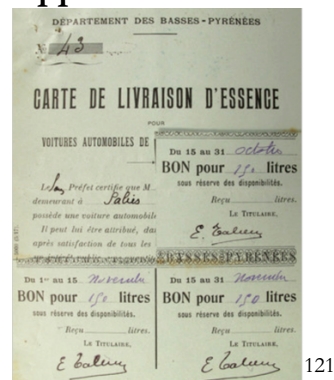 DÉPARTEMENT DES BASSES-PYRÉNÉES
N° 43
CARTE DE LIVRAISON D'ESSENCE
POUR
VOITURES AUTOMOBILES DE
Le Préfet certifie que M
demeurant à Salies
possède une voiture automobile
Il peut lui être attribué, da
après satisfaction de tous les
Du 15 au 31 octobre
BON pour 150 litres
sous réserve des disponibilités.
Reçu litres.
LE TITULAIRE,
BASSES-PYRÉNÉES
Du 1er au 15 Novembre
BON pour 150 litres
sous réserve des disponibilités.
Reçu litres.
LE TITULAIRE,
Du 15 au 31 Novembre
BON pour 150 litres
sous réserve des disponibilités.
Reçu litres.
LE TITULAIRE,
121